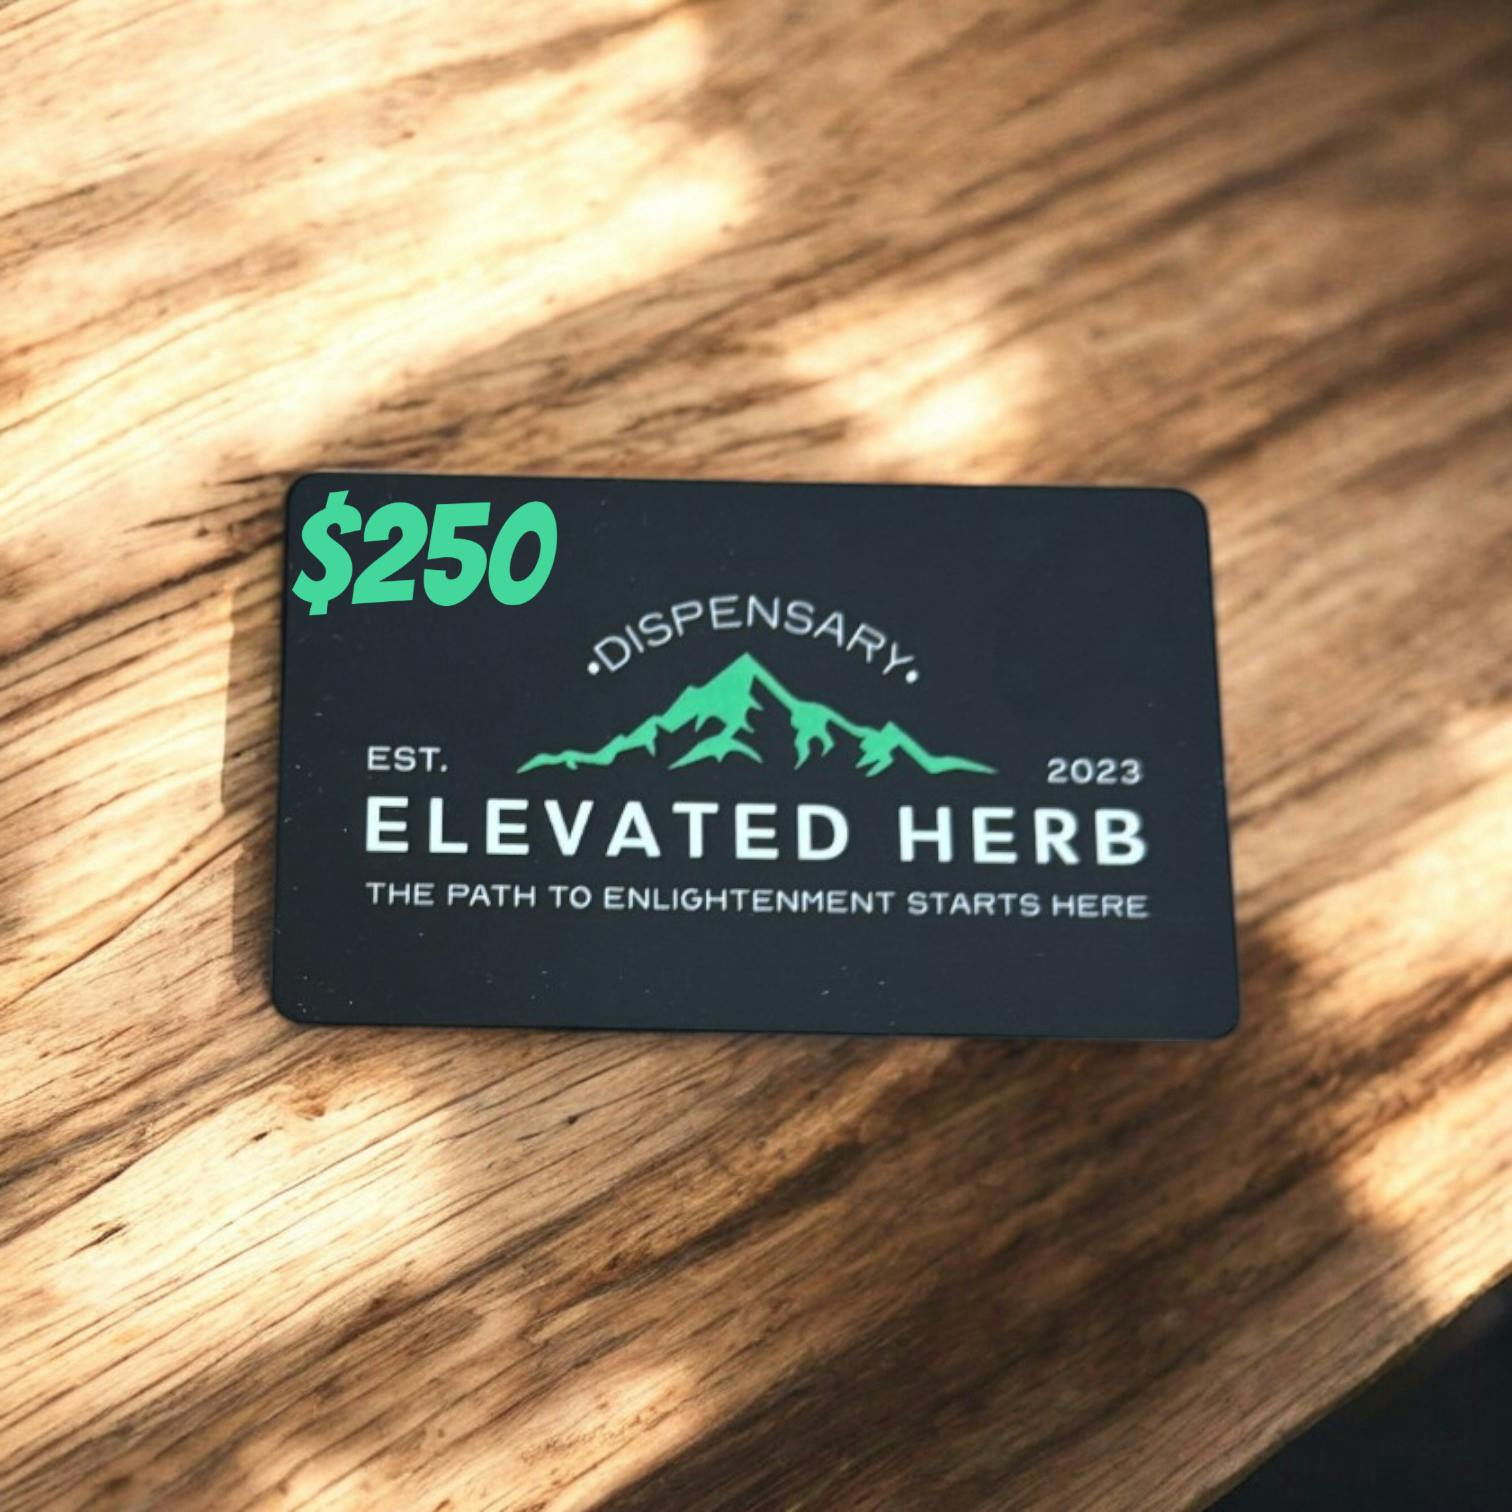 $250
•DISPENSARY•
EST. 2023
ELEVATED HERB
THE PATH TO ENLIGHTENMENT STARTS HERE